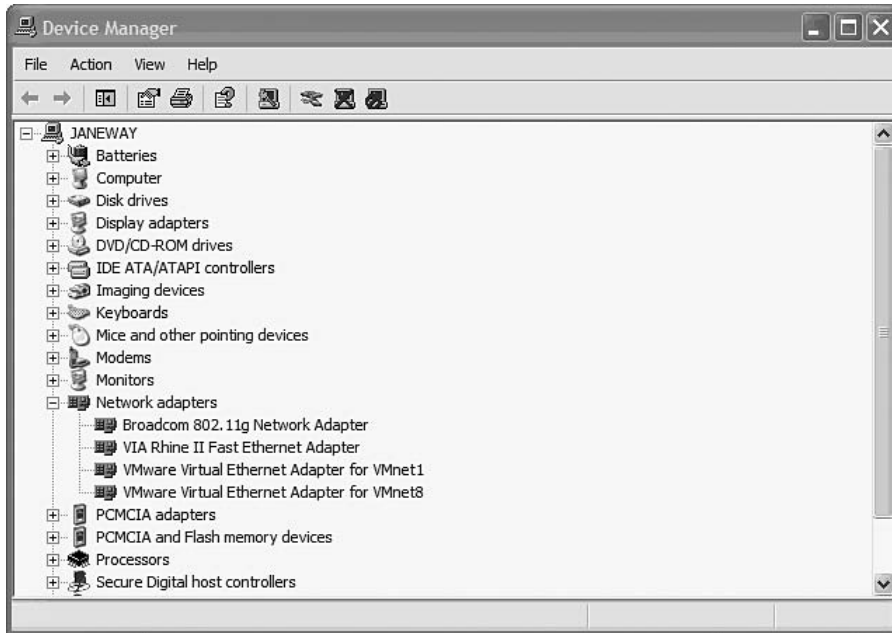 Device Manager
File Action View Help
JANEWAY
Batteries
Computer
Disk drives
Display adapters
DVD/CD-ROM drives
IDE ATA/ATAPI controllers
Imaging devices
Keyboards
Mice and other pointing devices
Modems
Monitors
Network adapters
Broadcom 802.11g Network Adapter
VIA Rhine II Fast Ethernet Adapter
VMware Virtual Ethernet Adapter for VMnet1
VMware Virtual Ethernet Adapter for VMnet8
PCMCIA adapters
PCMCIA and Flash memory devices
Processors
Secure Digital host controllers